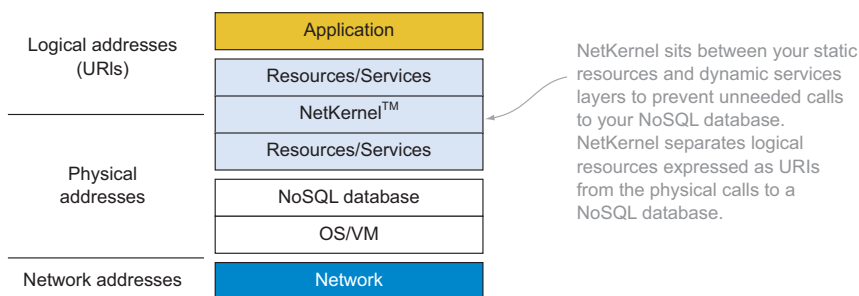 Logical addresses
(URIs)
Physical
addresses
Network addresses
Application
Resources/Services
NetKernel™
Resources/Services
NoSQL database
OS/VM
Network
NetKernel sits between your static
resources and dynamic services
layers to prevent unneeded calls
to your NoSQL database.
NetKernel separates logical
resources expressed as URIs
from the physical calls to a
NoSQL database.